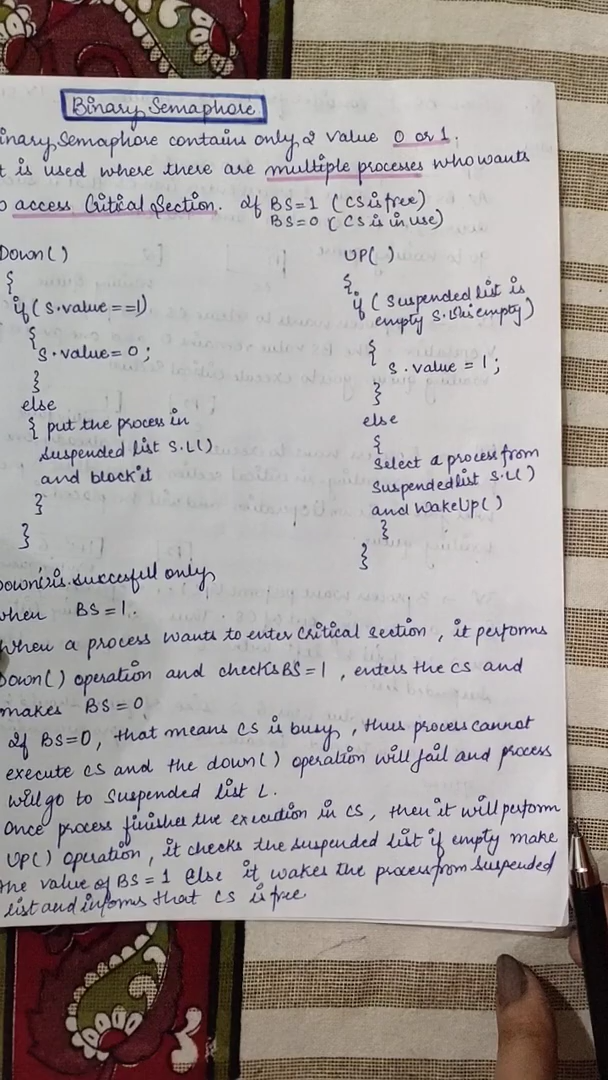 Binary Semaphore
inary Semaphore contains only 2 value 0 or 1.
t is used where there are multiple processes who wants
o access Critical Section. If BS=1 (CS is free)
BS=0 (CS is in use)
Down()
{
if (S.value==1)
{
S.value=0;
}
else
{ put the process in
suspended list S.L()
and block it
}
}
UP()
{
if (Suspended list is
empty S.L is empty)
{
S.value = 1;
}
else
{
Select a process from
Suspended list S.L()
and WakeUp()
}
}
Down is succesfull only
when BS=1.
When a process wants to enter Critical section, it performs
Down() operation and checks BS=1, enters the CS and
makes BS=0
If BS=0, that means CS is busy, thus process cannot
execute CS and the down() operation will fail and process
will go to Suspended list L.
Once process finishes the execution in CS, then it will perform
UP() operation, it checks the suspended list if empty make
the value of BS=1 Else it wakes the process from Suspended
list and informs that CS is free